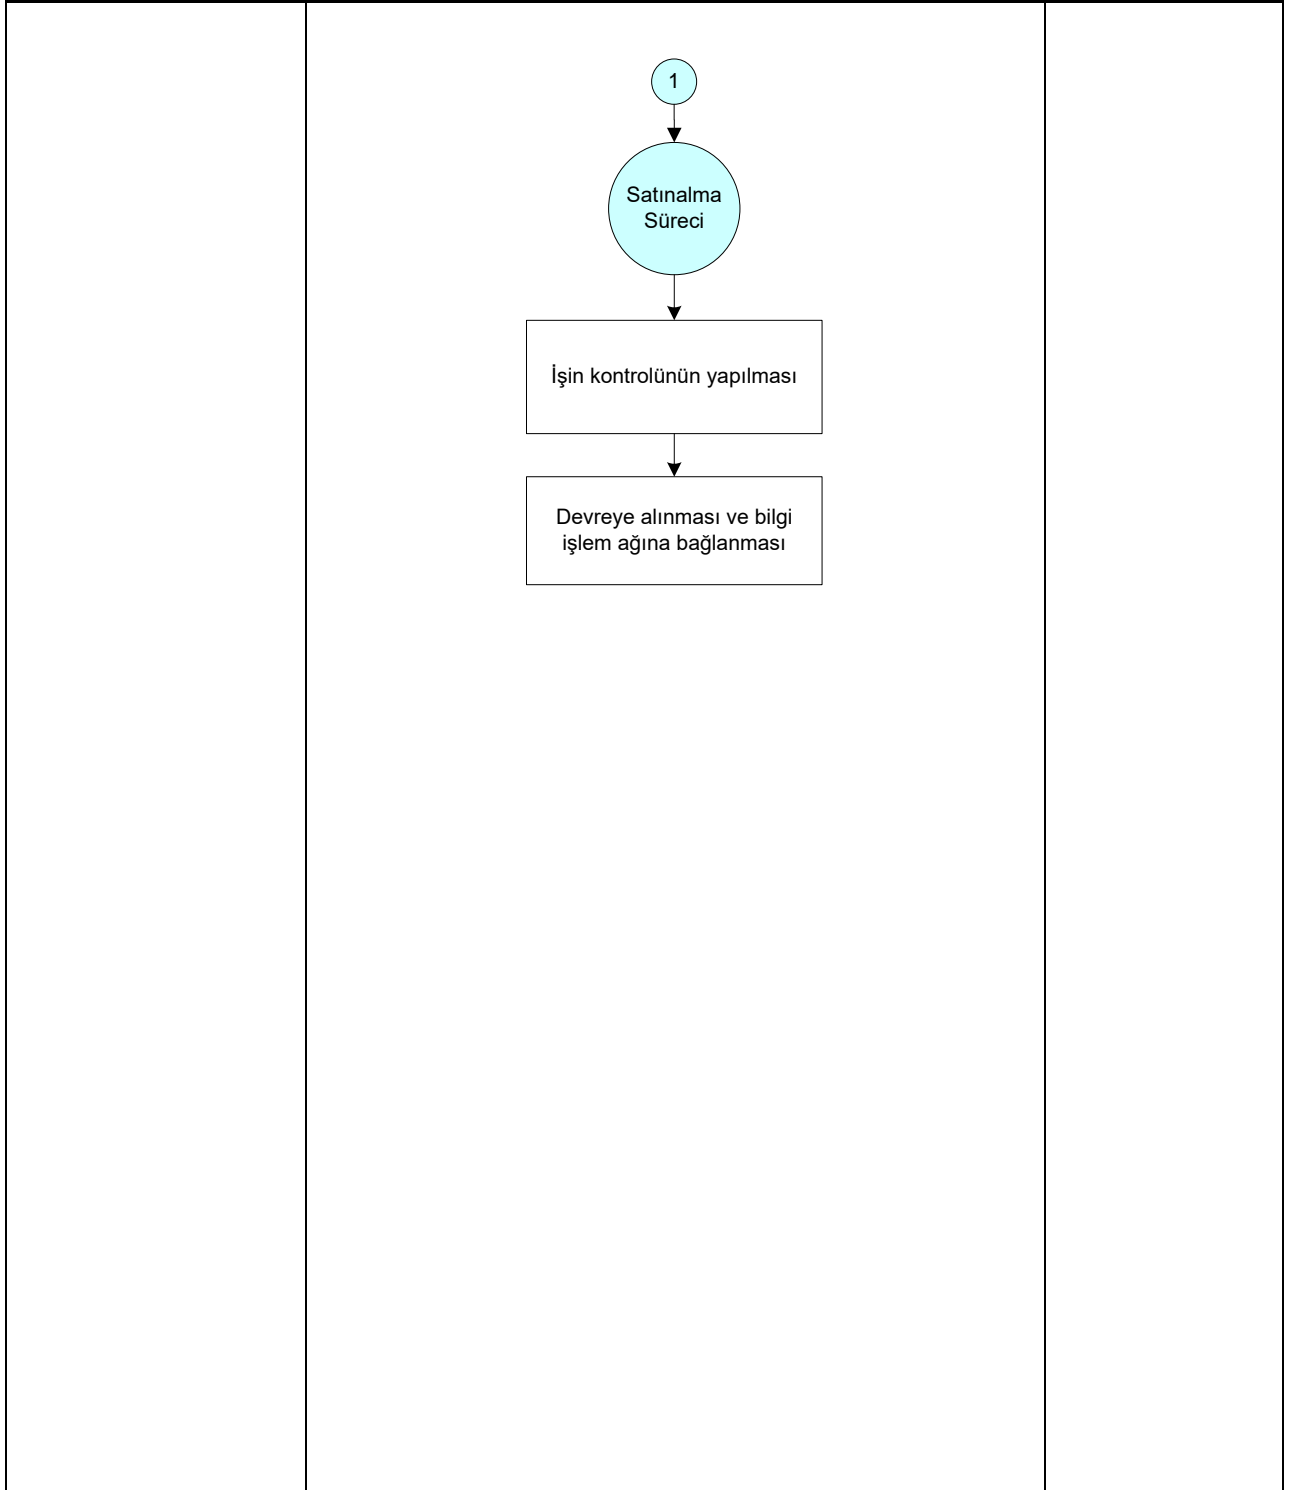 1
Satınalma
Süreci
İşin kontrolünün yapılması
Devreye alınması ve bilgi
işlem ağına bağlanması